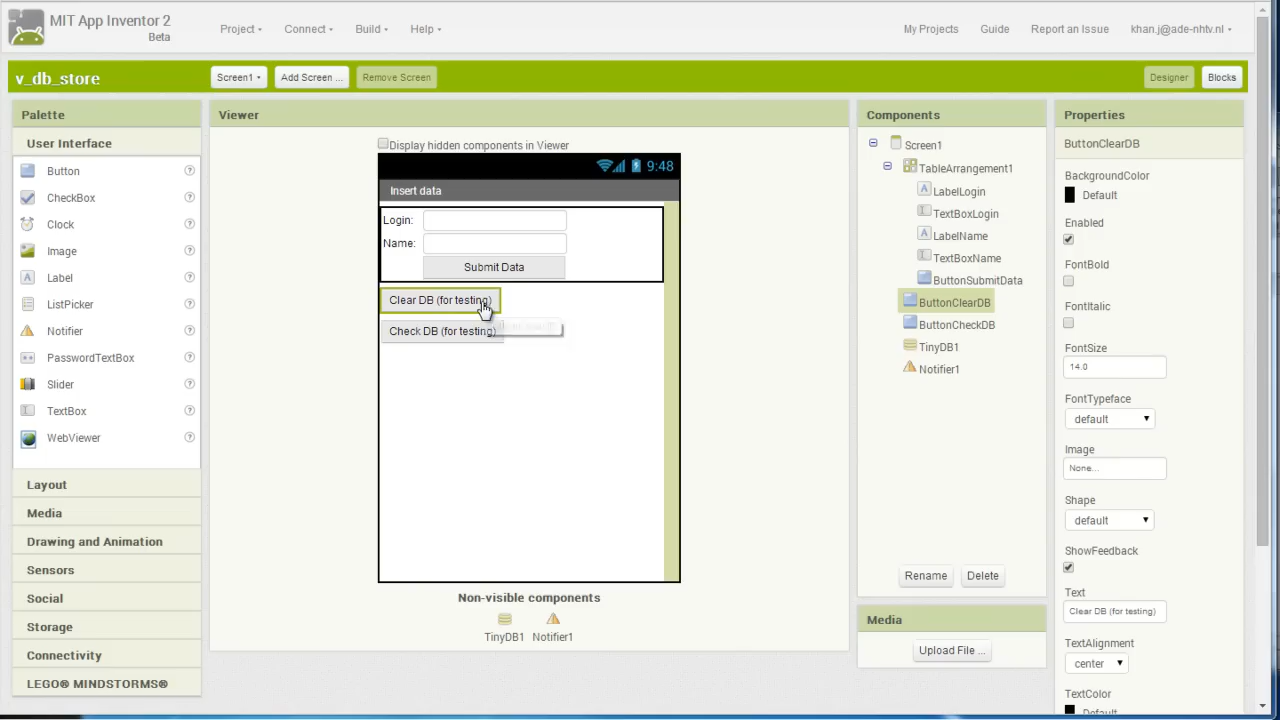 MIT App Inventor 2
Beta
Project
Connect
Build
Help
My Projects
Guide
Report an Issue
khan.j@ade-nhtv.nl
v_db_store
Screen1
Add Screen ...
Remove Screen
Designer
Blocks
Palette
User Interface
Button
CheckBox
Clock
Image
Label
ListPicker
Notifier
PasswordTextBox
Slider
TextBox
WebViewer
Layout
Media
Drawing and Animation
Sensors
Social
Storage
Connectivity
LEGO® MINDSTORMS®
Viewer
Display hidden components in Viewer
9:48
Insert data
Login:
Name:
Submit Data
Clear DB (for testing)
Check DB (for testing)
Non-visible components
TinyDB1
Notifier1
Components
Screen1
TableArrangement1
LabelLogin
TextBoxLogin
LabelName
TextBoxName
ButtonSubmitData
ButtonClearDB
ButtonCheckDB
TinyDB1
Notifier1
Rename
Delete
Media
Upload File ...
Properties
ButtonClearDB
BackgroundColor
Default
Enabled
FontBold
FontItalic
FontSize
14.0
FontTypeface
default
Image
None...
Shape
default
ShowFeedback
Text
Clear DB (for testing)
TextAlignment
center
TextColor
Default